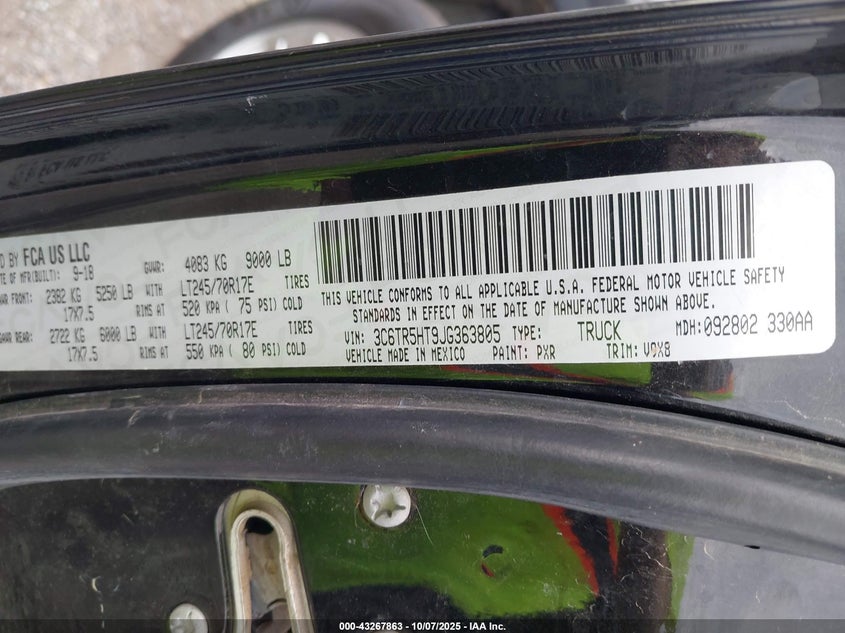 D BY FCA US LLC
ATE OF MFR(BUILT): 9-18 GVWR: 4083 KG 9000 LB
AWR FRONT: 2382 KG 5250 LB WITH LT245/70R17E TIRES
17X7.5 RIMS AT 520 KPA ( 75 PSI) COLD
AWR REAR: 2722 KG 6000 LB WITH LT245/70R17E TIRES
17X7.5 RIMS AT 550 KPA ( 80 PSI) COLD
THIS VEHICLE CONFORMS TO ALL APPLICABLE U.S.A. FEDERAL MOTOR VEHICLE SAFETY
STANDARDS IN EFFECT ON THE DATE OF MANUFACTURE SHOWN ABOVE.
VIN: 3C6TR5HT9JG363805 TYPE: TRUCK MDH: 092802 330AA
VEHICLE MADE IN MEXICO PAINT: PXR TRIM: V9X8
000-43267863 - 10/07/2025 - IAA Inc.